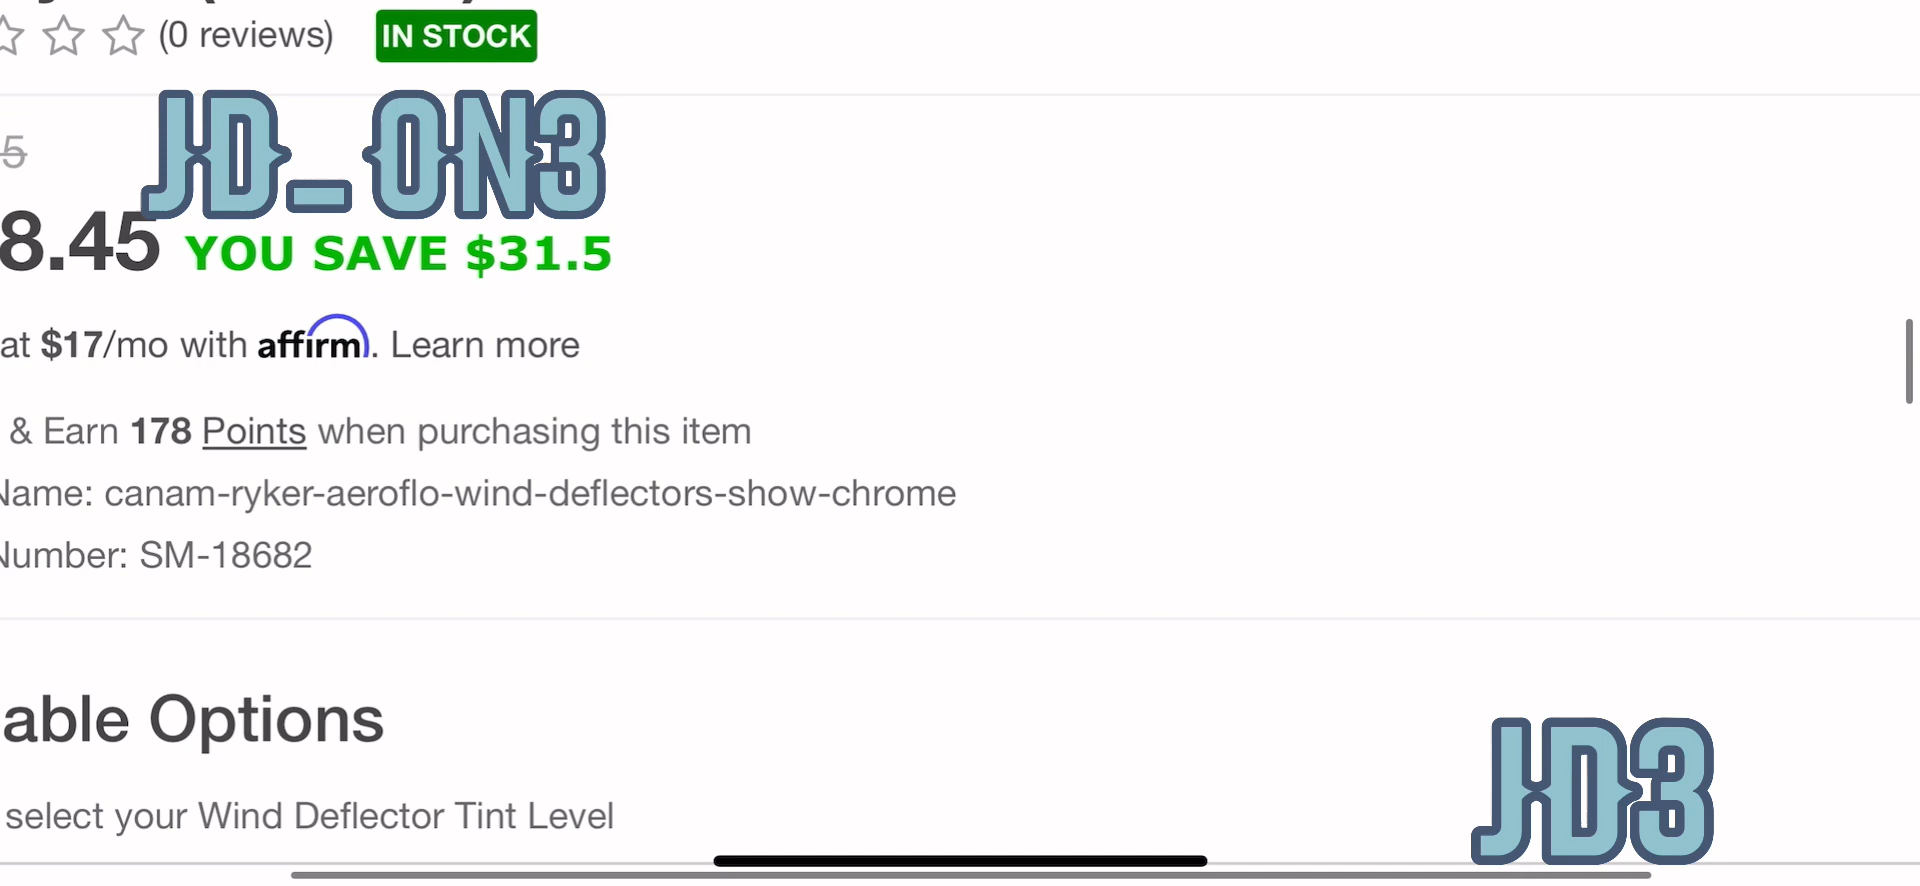 (0 reviews) IN STOCK
JD_ON3
5
8.45 YOU SAVE $31.5
at $17/mo with affirm. Learn more
& Earn 178 Points when purchasing this item
Name: canam-ryker-aeroflo-wind-deflectors-show-chrome
Number: SM-18682
able Options
select your Wind Deflector Tint Level
JD3